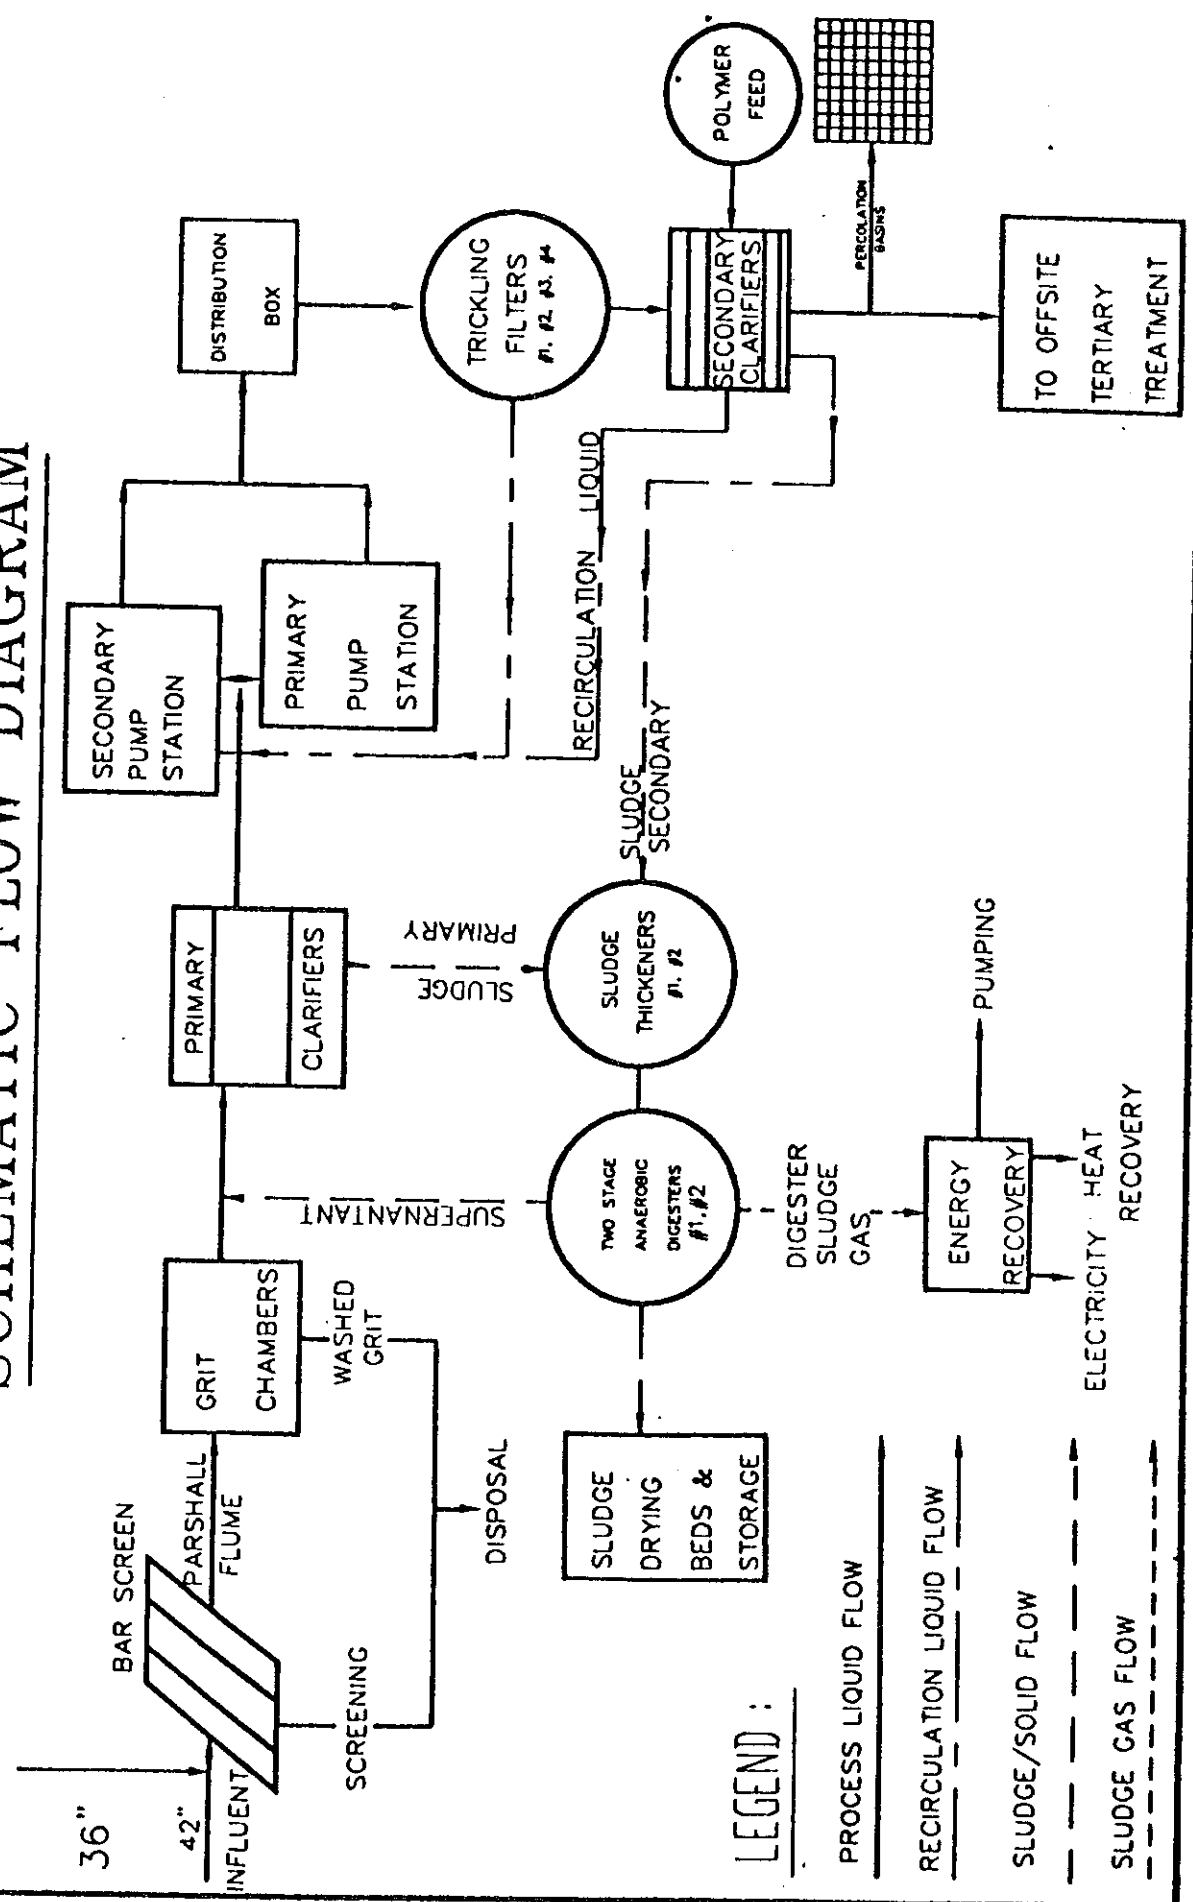 SCHEMATIC FLOW DIAGRAM
36"
42"
INFLUENT
BAR SCREEN
PARSHALL
FLUME
SCREENING
GRIT
CHAMBERS
WASHED
GRIT
DISPOSAL
PRIMARY
CLARIFIERS
SUPERNANTANT
PRIMARY
SLUDGE
SECONDARY
PUMP
STATION
PRIMARY
PUMP
STATION
DISTRIBUTION
BOX
TRICKLING
FILTERS
#1. #2 #3. #4
RECIRCULATION LIQUID
SECONDARY
CLARIFIERS
POLYMER
FEED
PERCOLATION
BASINS
TO OFFSITE
TERTIARY
TREATMENT
SLUDGE
SECONDARY
SLUDGE
THICKENERS
#1. #2
TWO STAGE
ANAEROBIC
DIGESTERS
#1. #2
DIGESTER
SLUDGE
GAS
SLUDGE
DRYING
BEDS &
STORAGE
ENERGY
RECOVERY
PUMPING
ELECTRICITY HEAT
RECOVERY
LEGEND :
PROCESS LIQUID FLOW
RECIRCULATION LIQUID FLOW
SLUDGE/SOLID FLOW
SLUDGE GAS FLOW